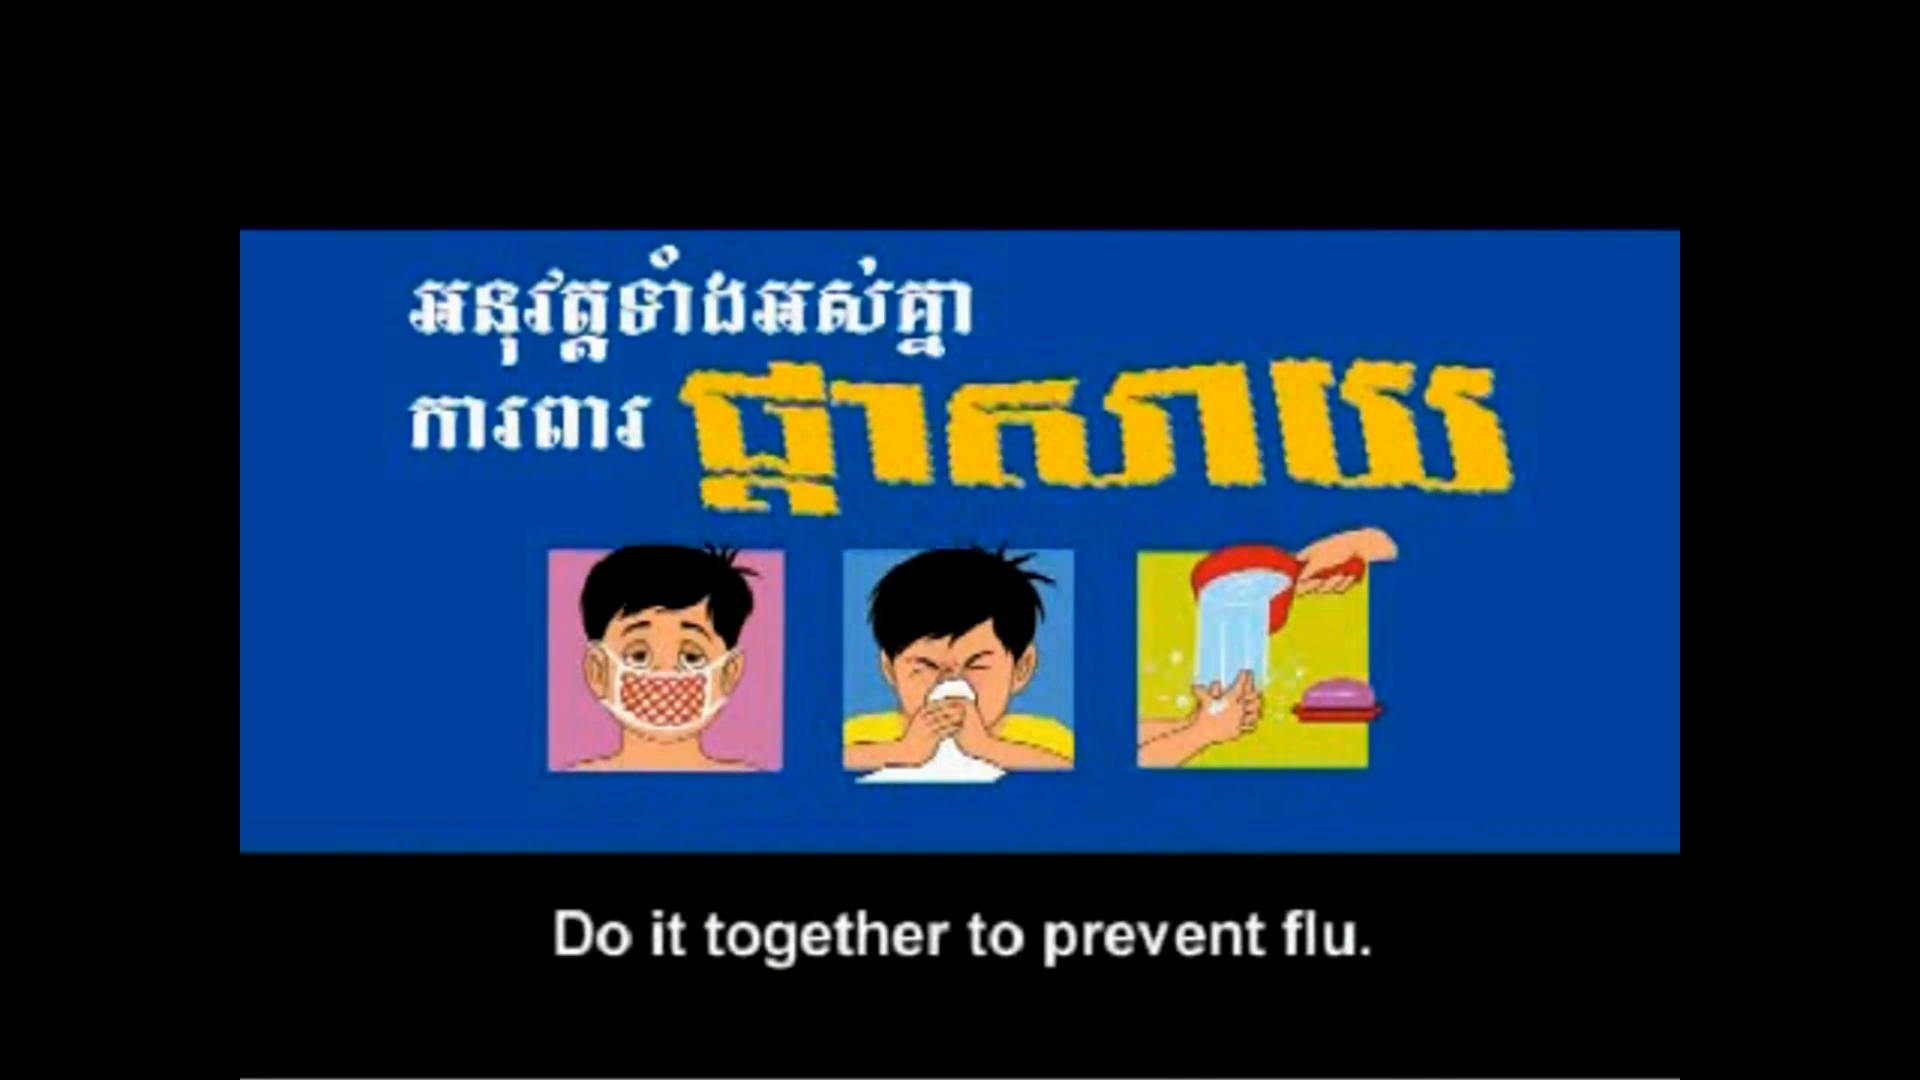 អនុវត្តទាំងអស់គ្នា
ការពារ ផ្តាសាយ
Do it together to prevent flu.